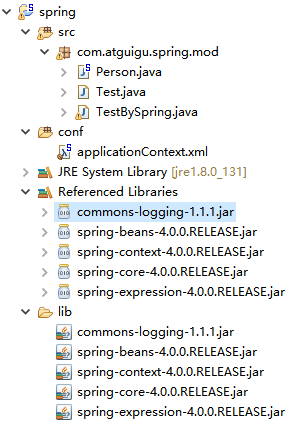 spring
src
com.atguigu.spring.mod
Person.java
Test.java
TestBySpring.java
conf
applicationContext.xml
JRE System Library [jre1.8.0_131]
Referenced Libraries
commons-logging-1.1.1.jar
spring-beans-4.0.0.RELEASE.jar
spring-context-4.0.0.RELEASE.jar
spring-core-4.0.0.RELEASE.jar
spring-expression-4.0.0.RELEASE.jar
lib
commons-logging-1.1.1.jar
spring-beans-4.0.0.RELEASE.jar
spring-context-4.0.0.RELEASE.jar
spring-core-4.0.0.RELEASE.jar
spring-expression-4.0.0.RELEASE.jar